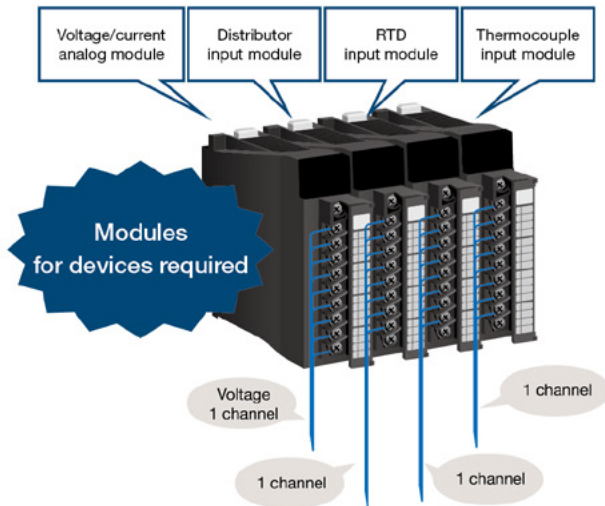 Voltage/current
analog module
Distributor
input module
RTD
input module
Thermocouple
input module
Modules
for devices required
Voltage
1 channel
1 channel
1 channel
1 channel